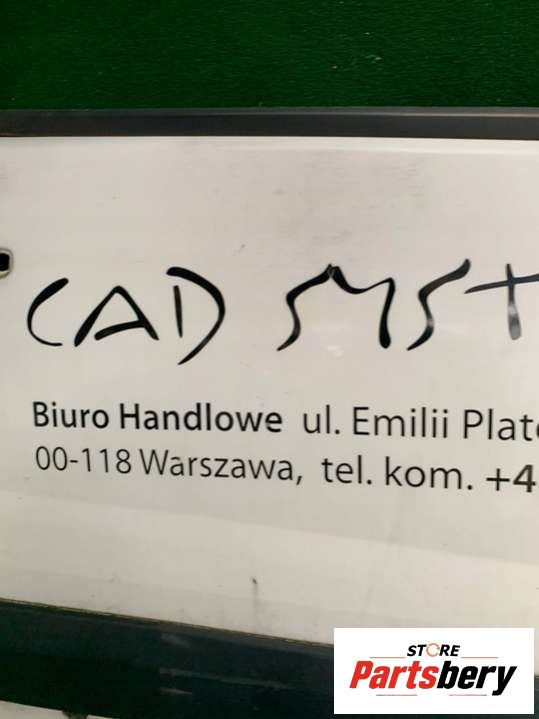 CAD SYST
Biuro Handlowe ul. Emilii Plat
00-118 Warszawa, tel. kom. +4
STORE
Partsbery